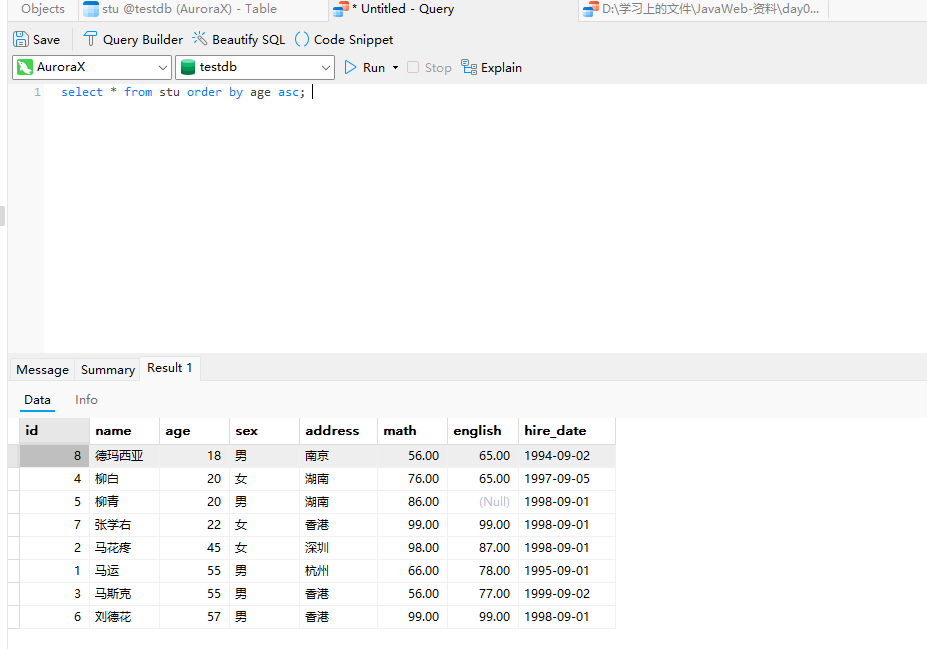 Objects stu @testdb (AuroraX) - Table * Untitled - Query D:\学习上的文件\JavaWeb-资料\day0...
Save Query Builder Beautify SQL () Code Snippet
AuroraX testdb Run Stop Explain
1 select * from stu order by age asc;
Message Summary Result 1
Data Info
id name age sex address math english hire_date
8 德玛西亚 18 男 南京 56.00 65.00 1994-09-02
4 柳白 20 女 湖南 76.00 65.00 1997-09-05
5 柳青 20 男 湖南 86.00 (Null) 1998-09-01
7 张学右 22 女 香港 99.00 99.00 1998-09-01
2 马花疼 45 女 深圳 98.00 87.00 1998-09-01
1 马运 55 男 杭州 66.00 78.00 1995-09-01
3 马斯克 55 男 香港 56.00 77.00 1999-09-02
6 刘德花 57 男 香港 99.00 99.00 1998-09-01